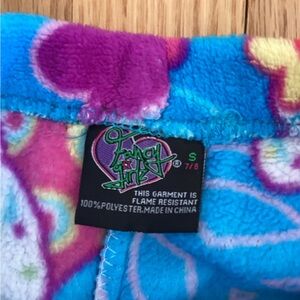 S
7/8
®
THIS GARMENT IS
FLAME RESISTANT
100%POLYESTER.MADE IN CHINA